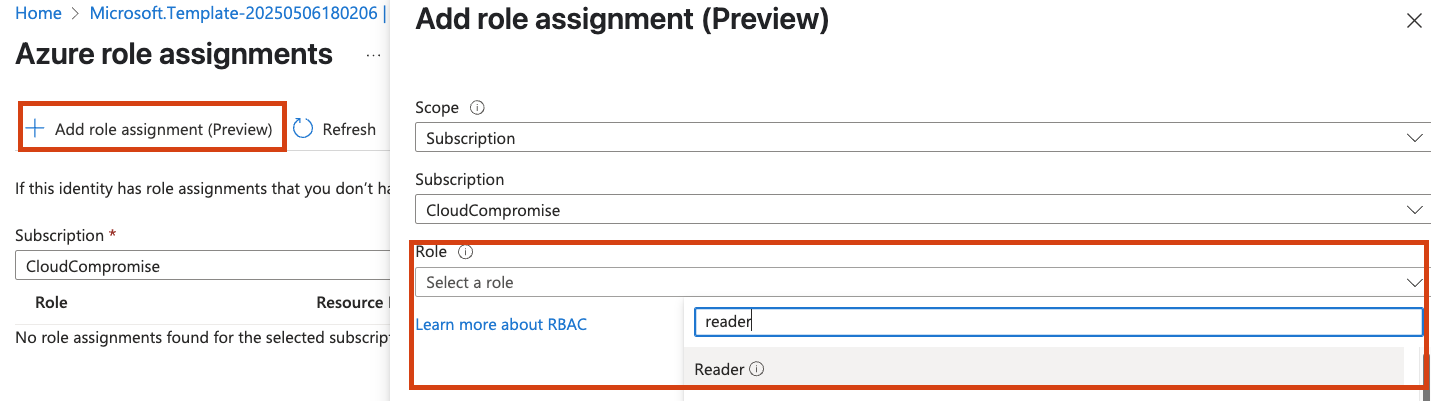 Home > Microsoft.Template-20250506180206 |
Azure role assignments ...
+ Add role assignment (Preview) Refresh
If this identity has role assignments that you don't ha
Subscription *
CloudCompromise
Role Resource
No role assignments found for the selected subscrip
Add role assignment (Preview)
Scope
Subscription
Subscription
CloudCompromise
Role
Select a role
Learn more about RBAC
reader
Reader